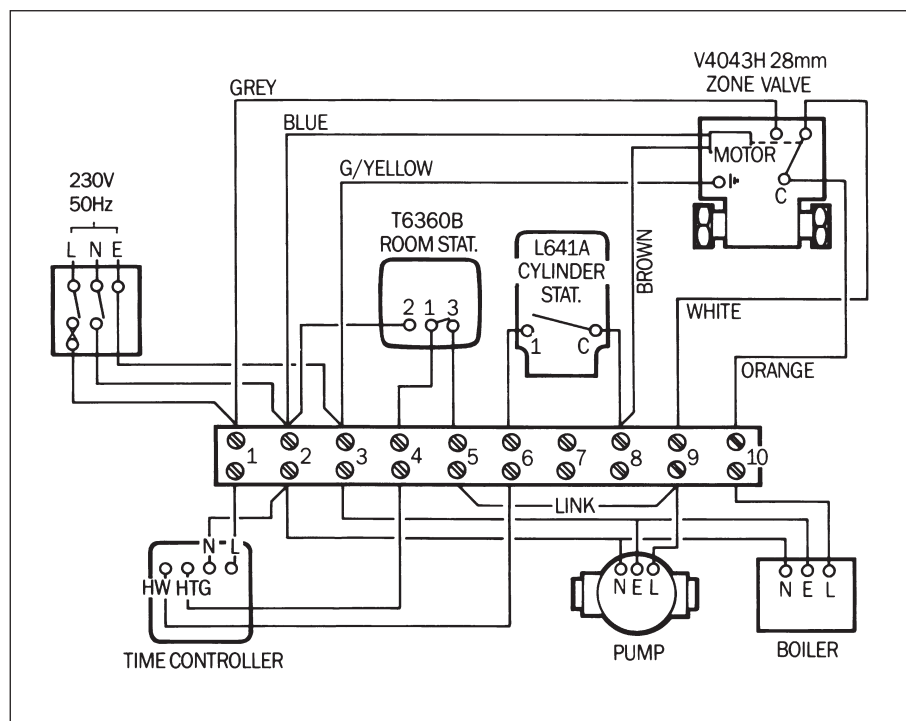 V4043H 28mm
ZONE VALVE
GREY
BLUE
MOTOR
G/YELLOW
C
230V
50Hz
L N E
T6360B
ROOM STAT.
2 1 3
L641A
CYLINDER
STAT.
1 C
BROWN
WHITE
ORANGE
1 2 3 4 5 6 7 8 9 10
LINK
N L
HW HTG
TIME CONTROLLER
N E L
PUMP
N E L
BOILER